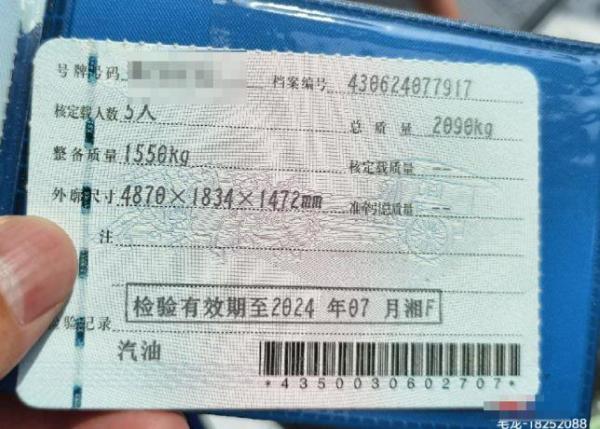 号牌号码
档案编号 430624077917
核定载人数 5人
总质量 2090kg
整备质量 1550kg
核定载质量 --
外廓尺寸 4870×1834×1472mm
准牵引总质量 --
注
检验有效期至2024 年07 月湘F
检验记录
汽油
*4350030602707*
毛龙-18252088